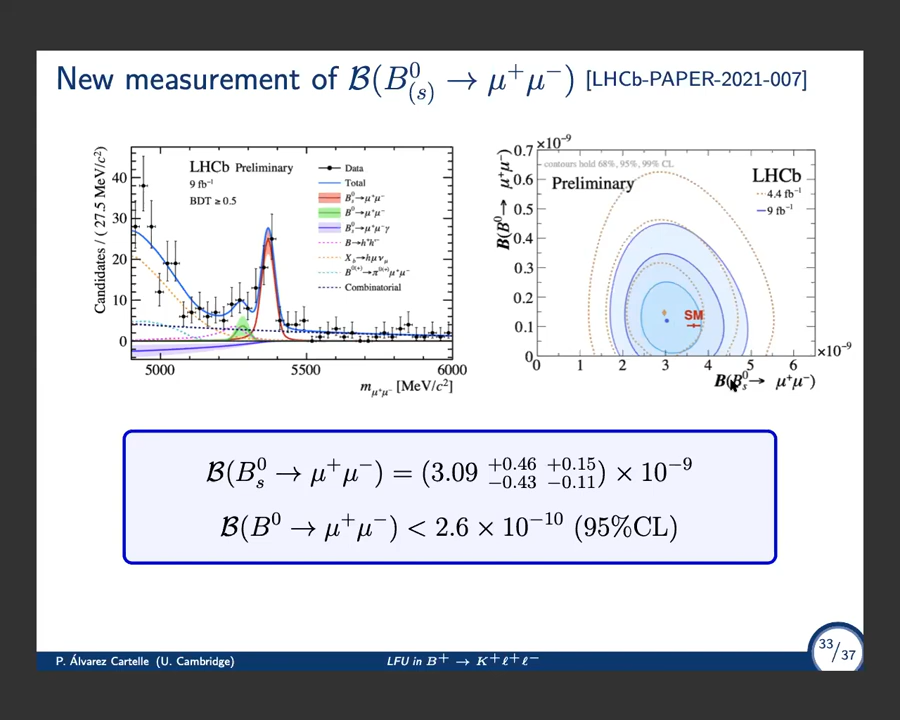 New measurement of ℬ(B⁰₍ₛ₎ → μ⁺μ⁻) [LHCb-PAPER-2021-007]
Candidates / ( 27.5 MeV/c²)
40
30
20
10
0
5000
5500
6000
m_μ⁺μ⁻ [MeV/c²]
LHCb Preliminary
9 fb⁻¹
BDT ≥ 0.5
Data
Total
B⁰ₛ→μ⁺μ⁻
B⁰→μ⁺μ⁻
B⁰ₛ→μ⁺μ⁻γ
B→h⁺h'⁻
X_b→hμν_μ
B⁰⁽⁺⁾→π⁰⁽⁺⁾μ⁺μ⁻
Combinatorial
×10⁻⁹
B(B⁰→ μ⁺μ⁻)
0.7
0.6
0.5
0.4
0.3
0.2
0.1
0
contours hold 68%, 95%, 99% CL
Preliminary
LHCb
4.4 fb⁻¹
9 fb⁻¹
SM
0 1 2 3 4 5 6
×10⁻⁹
B(B⁰ₛ→ μ⁺μ⁻)
ℬ(B⁰ₛ → μ⁺μ⁻) = (3.09 +0.46 −0.43 +0.15 −0.11) × 10⁻⁹
ℬ(B⁰ → μ⁺μ⁻) < 2.6 × 10⁻¹⁰ (95%CL)
P. Álvarez Cartelle (U. Cambridge)
LFU in B⁺ → K⁺ℓ⁺ℓ⁻
33/37